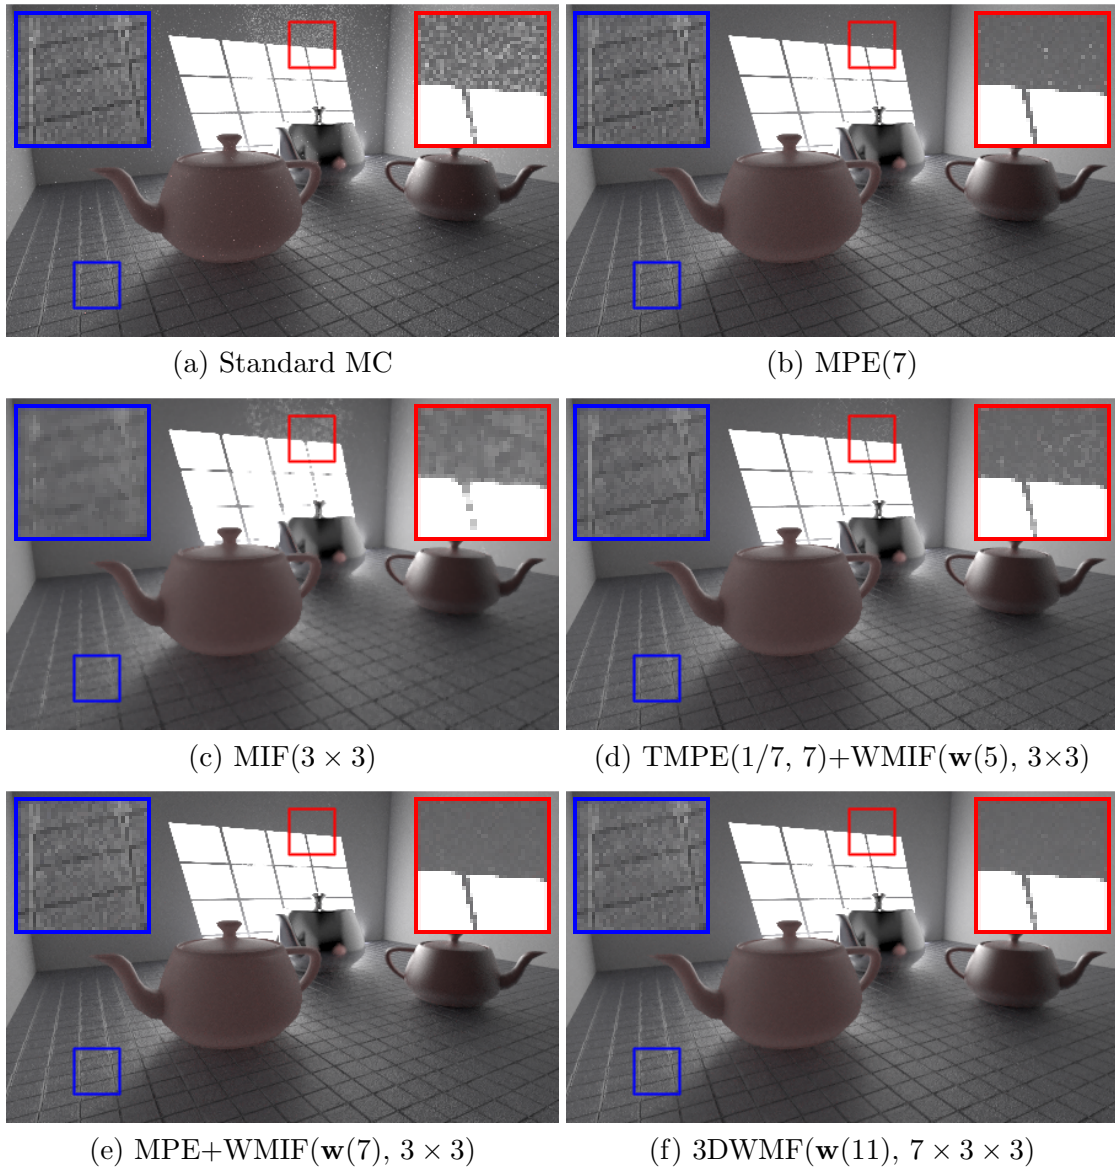 (a) Standard MC
(b) MPE(7)
(c) MIF(3 × 3)
(d) TMPE(1/7, 7)+WMIF(w(5), 3×3)
(e) MPE+WMIF(w(7), 3 × 3)
(f) 3DWMF(w(11), 7 × 3 × 3)